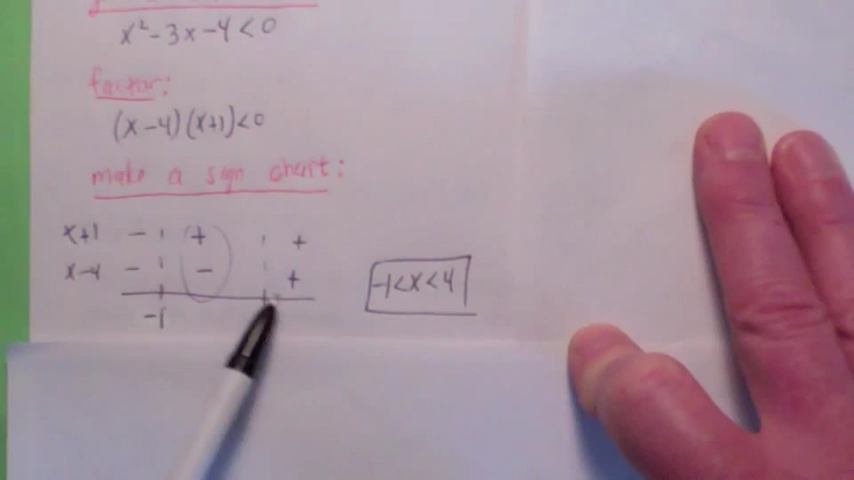 x²-3x-4<0
factor:
(x-4)(x+1)<0
make a sign chart:
x+1 - + +
x-4 - - +
-1
-1<x<4